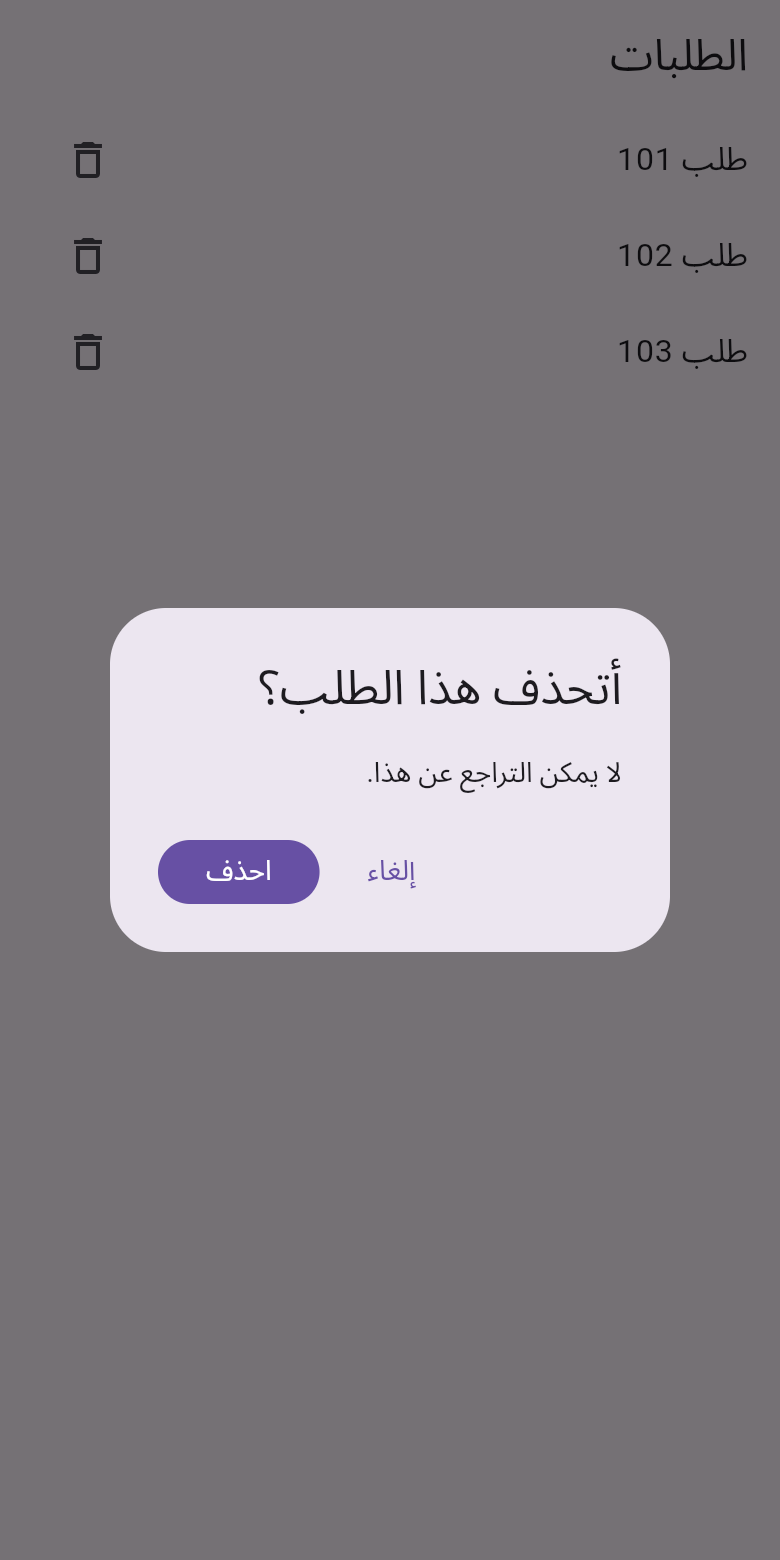 الطلبات
طلب 101
طلب 102
طلب 103
أتحذف هذا الطلب؟
لا يمكن التراجع عن هذا.
إلغاء
احذف